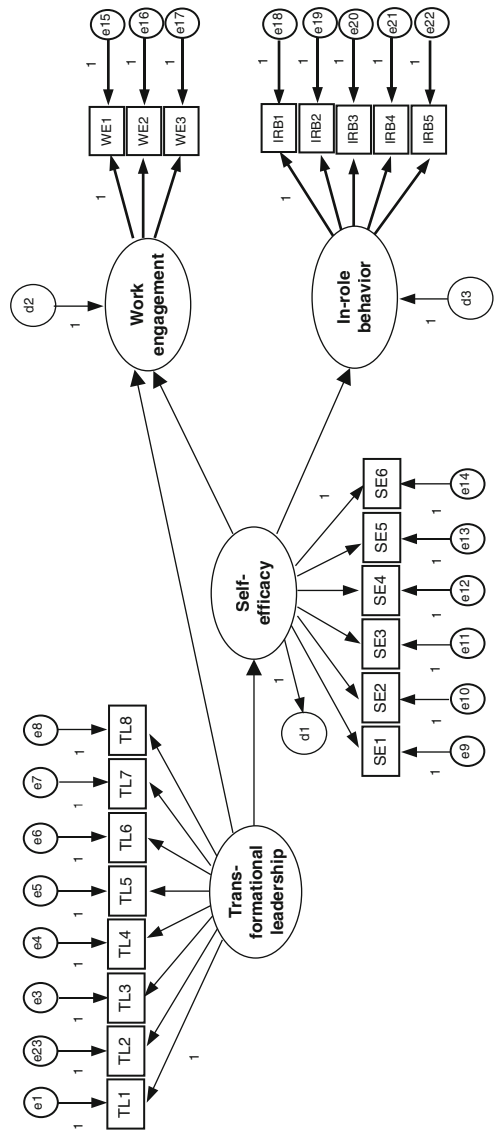 e1
e23
e3
e4
e5
e6
e7
e8
1
1
1
1
1
1
1
1
TL1
TL2
TL3
TL4
TL5
TL6
TL7
TL8
1
Trans-
formational
leadership
d1
1
Self-
efficacy
1
SE1
SE2
SE3
SE4
SE5
SE6
1
1
1
1
1
1
e9
e10
e11
e12
e13
e14
d2
1
Work
engagement
1
WE1
WE2
WE3
1
1
1
e15
e16
e17
In-role
behavior
1
d3
1
IRB1
IRB2
IRB3
IRB4
IRB5
1
1
1
1
1
e18
e19
e20
e21
e22